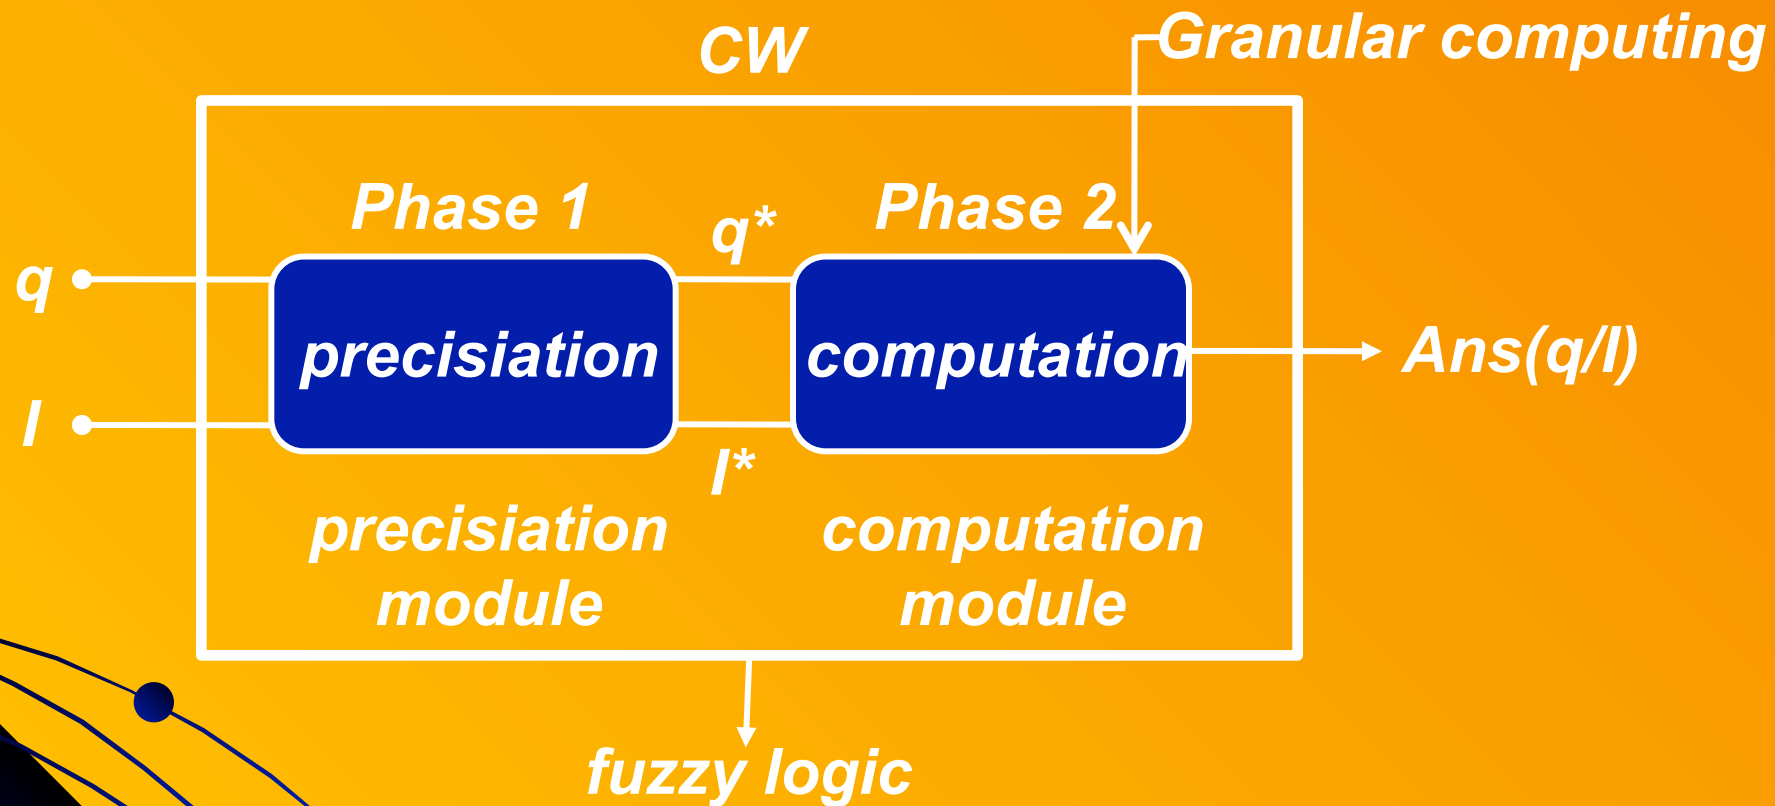 CW
Granular computing
Phase 1
q*
Phase 2
q
precisiation
computation
Ans(q/I)
I
I*
precisiation
module
computation
module
fuzzy logic